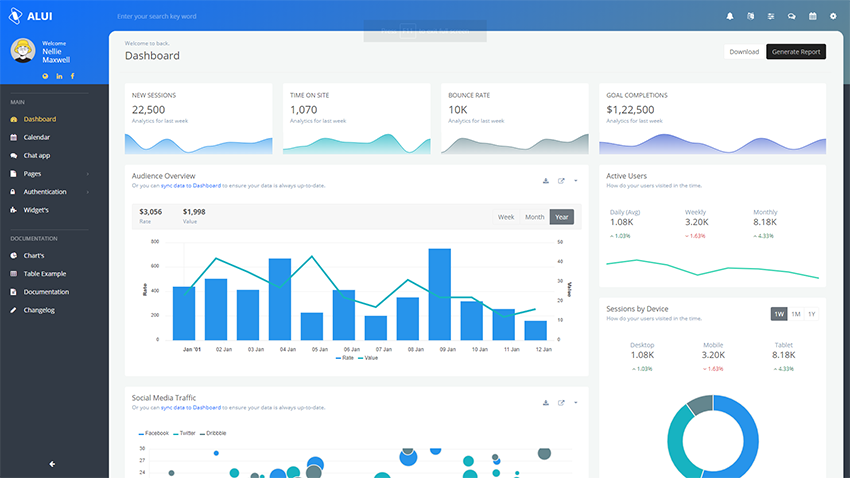 ALUI
Enter your search key word
Welcome
Nellie
Maxwell
MAIN
Dashboard
Calendar
Chat app
Pages
Authentication
Widget's
DOCUMENTATION
Chart's
Table Example
Documentation
Changelog
Welcome to back,
Dashboard
Download
Generate Report
NEW SESSIONS
22,500
Analytics for last week
TIME ON SITE
1,070
Analytics for last week
BOUNCE RATE
10K
Analytics for last week
GOAL COMPLETIONS
$1,22,500
Analytics for last week
Audience Overview
Or you can sync data to Dashboard to ensure your data is always up-to-date.
$3,056
Rate
$1,998
Value
Week Month Year
800
600
400
200
0
Rate
50
40
30
20
10
0
Value
Jan '01 02 Jan 03 Jan 04 Jan 05 Jan 06 Jan 07 Jan 08 Jan 09 Jan 10 Jan 11 Jan 12 Jan
Rate Value
Active Users
How do your users visited in the time.
Daily (Avg) Weekly Monthly
1.08K 3.20K 8.18K
1.03% 1.63% 4.33%
Sessions by Device
How do your users visited in the time.
1W 1M 1Y
Desktop Mobile Tablet
1.08K 3.20K 8.18K
1.03% 1.63% 4.33%
Social Media Traffic
Or you can sync data to Dashboard to ensure your data is always up-to-date.
Facebook Twitter Dribbble
30
27
24